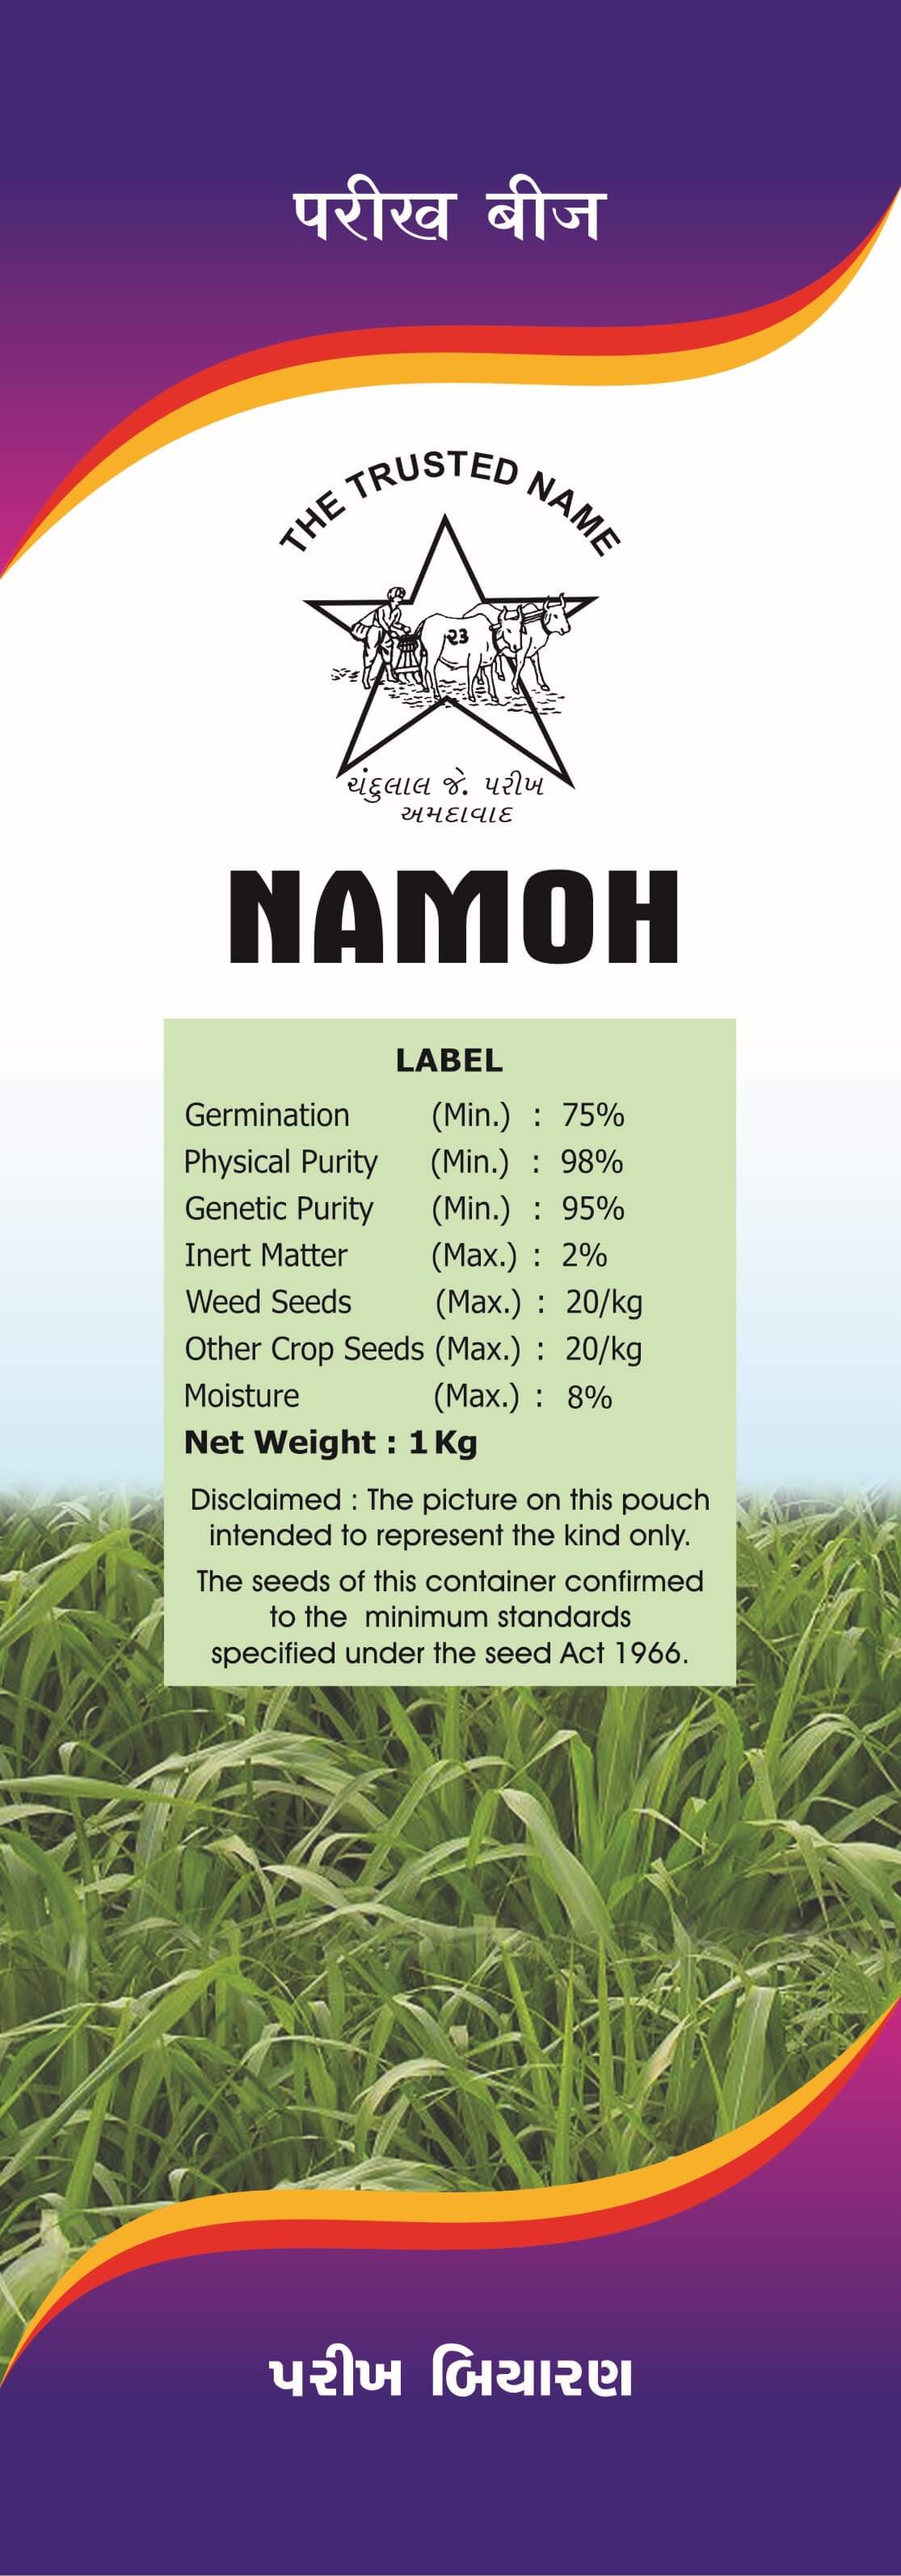 परीख बीज
THE TRUSTED NAME
૨૩
ચંદુલાલ જે. પરીખ
અમદાવાદ
NAMOH
LABEL
Germination (Min.) : 75%
Physical Purity (Min.) : 98%
Genetic Purity (Min.) : 95%
Inert Matter (Max.) : 2%
Weed Seeds (Max.) : 20/kg
Other Crop Seeds (Max.) : 20/kg
Moisture (Max.) : 8%
Net Weight : 1 Kg
Disclaimed : The picture on this pouch
intended to represent the kind only.
The seeds of this container confirmed
to the minimum standards
specified under the seed Act 1966.
પરીખ બિયારણ